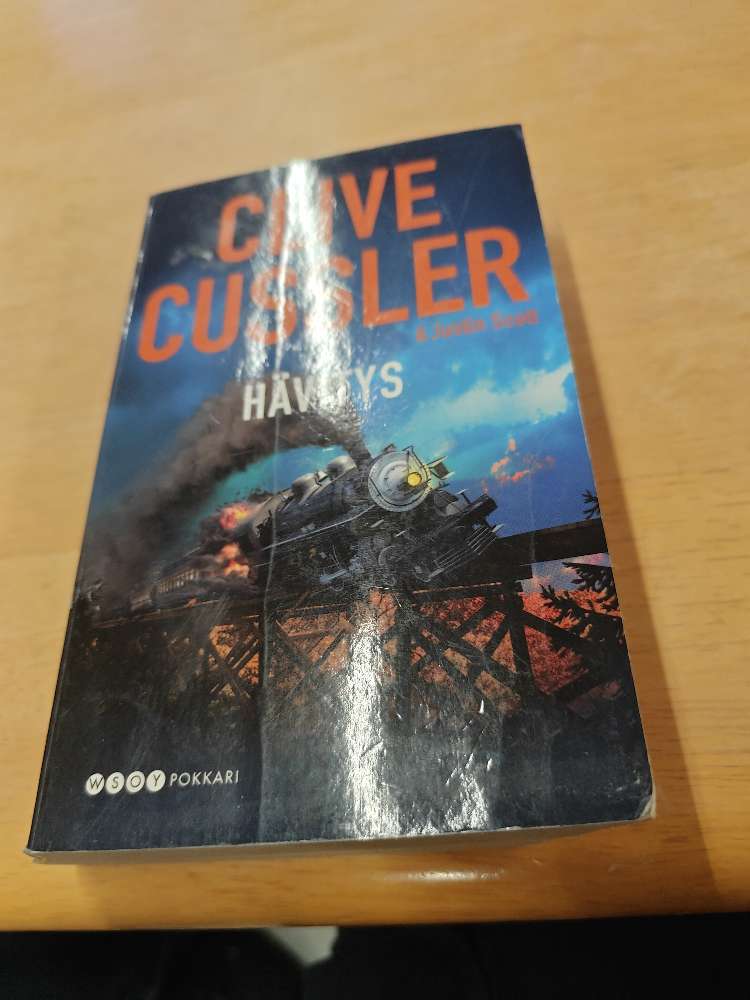 CLIVE
CUSSLER
& Justin Scott
HÄVITYS
WSOY POKKARI